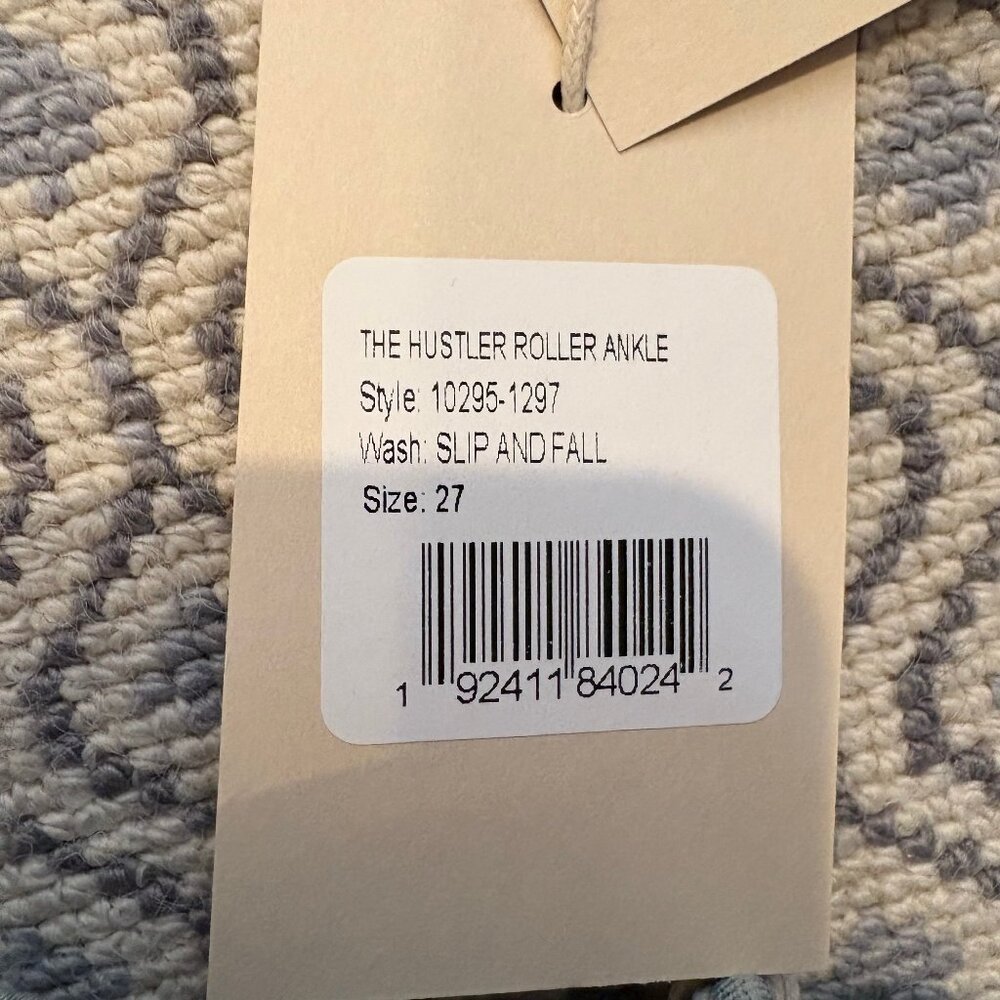 THE HUSTLER ROLLER ANKLE
Style: 10295-1297
Wash: SLIP AND FALL
Size: 27
1 92411 84024 2